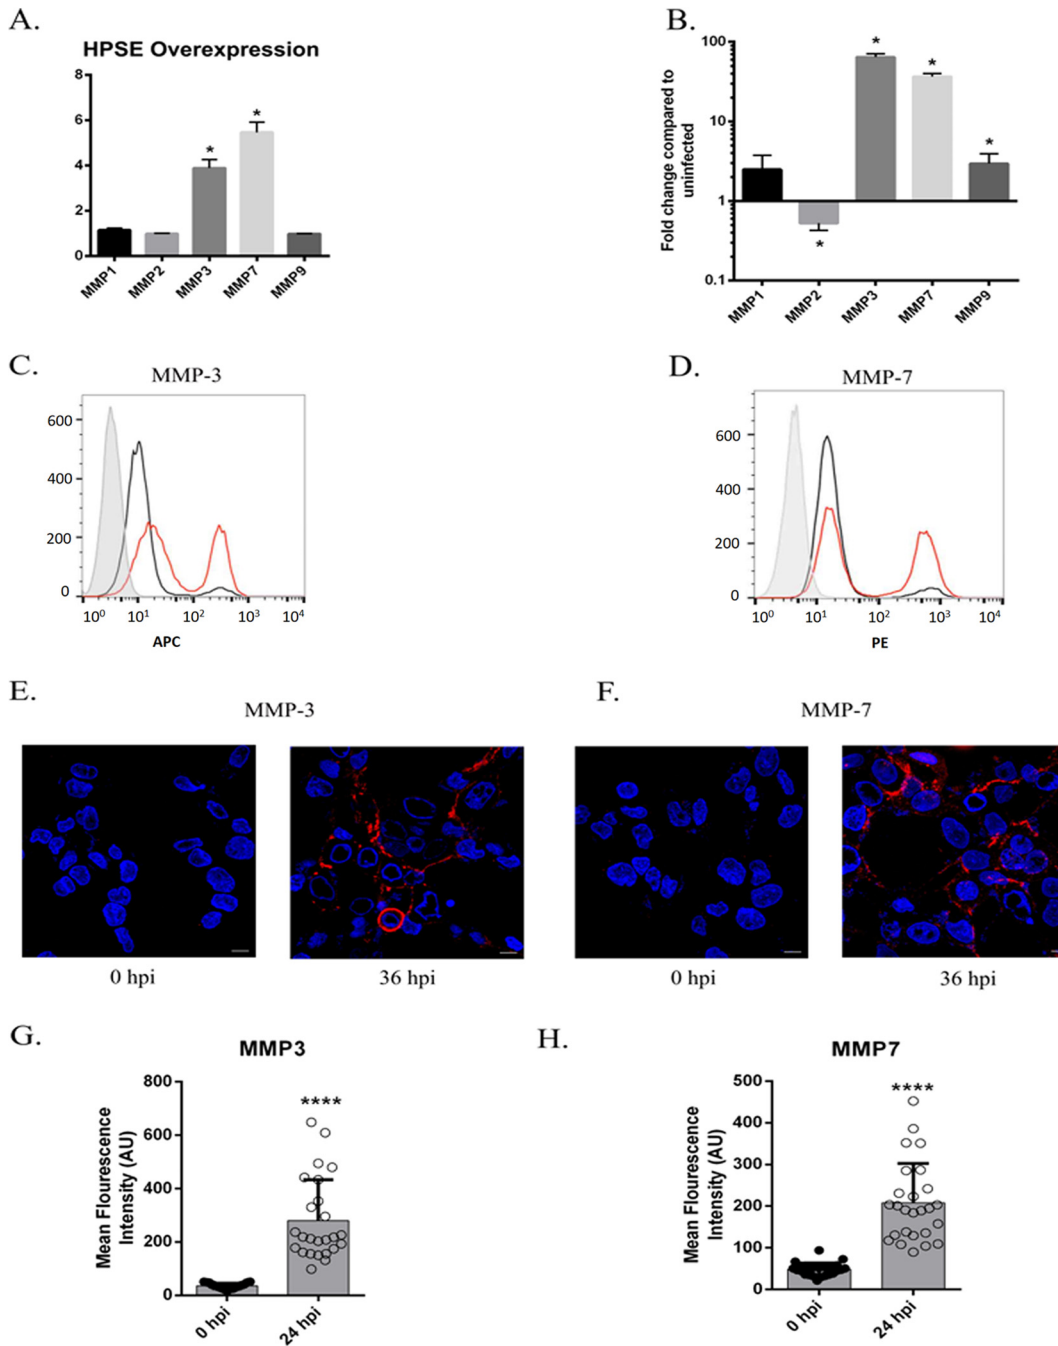 A.
HPSE Overexpression
8
6
4
2
0
MMP1
MMP2
MMP3
MMP7
MMP9
*
*
B.
Fold change compared to
uninfected
100
10
1
0.1
MMP1
MMP2
MMP3
MMP7
MMP9
*
*
*
*
C.
MMP-3
600
400
200
0
10⁰
10¹
10²
10³
10⁴
APC
D.
MMP-7
600
400
200
0
10⁰
10¹
10²
10³
10⁴
PE
E.
MMP-3
0 hpi
36 hpi
F.
MMP-7
0 hpi
36 hpi
G.
MMP3
Mean Flourescence
Intensity (AU)
800
600
400
200
0
****
0 hpi
24 hpi
H.
MMP7
Mean Flourescence
Intensity (AU)
500
400
300
200
100
0
****
0 hpi
24 hpi